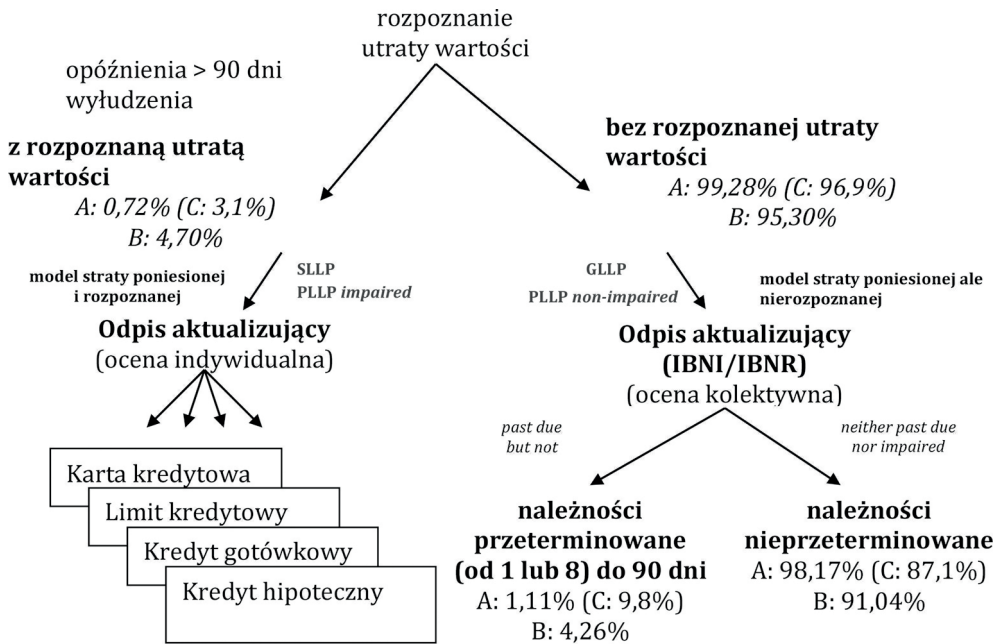 rozpoznanie
utraty wartości
opóźnienia > 90 dni
wyłudzenia
z rozpoznaną utratą
wartości
A: 0,72% (C: 3,1%)
B: 4,70%
bez rozpoznanej utraty
wartości
A: 99,28% (C: 96,9%)
B: 95,30%
model straty poniesionej
i rozpoznanej
SLLP
PLLP impaired
GLLP
PLLP non-impaired
model straty poniesionej ale
nierozpoznanej
Odpis aktualizujący
(ocena indywidualna)
Odpis aktualizujący
(IBNI/IBNR)
(ocena kolektywna)
past due
but not
neither past due
nor impaired
Karta kredytowa
Limit kredytowy
Kredyt gotówkowy
Kredyt hipoteczny
należności
przeterminowane
(od 1 lub 8) do 90 dni
A: 1,11% (C: 9,8%)
B: 4,26%
należności
nieprzeterminowane
A: 98,17% (C: 87,1%)
B: 91,04%